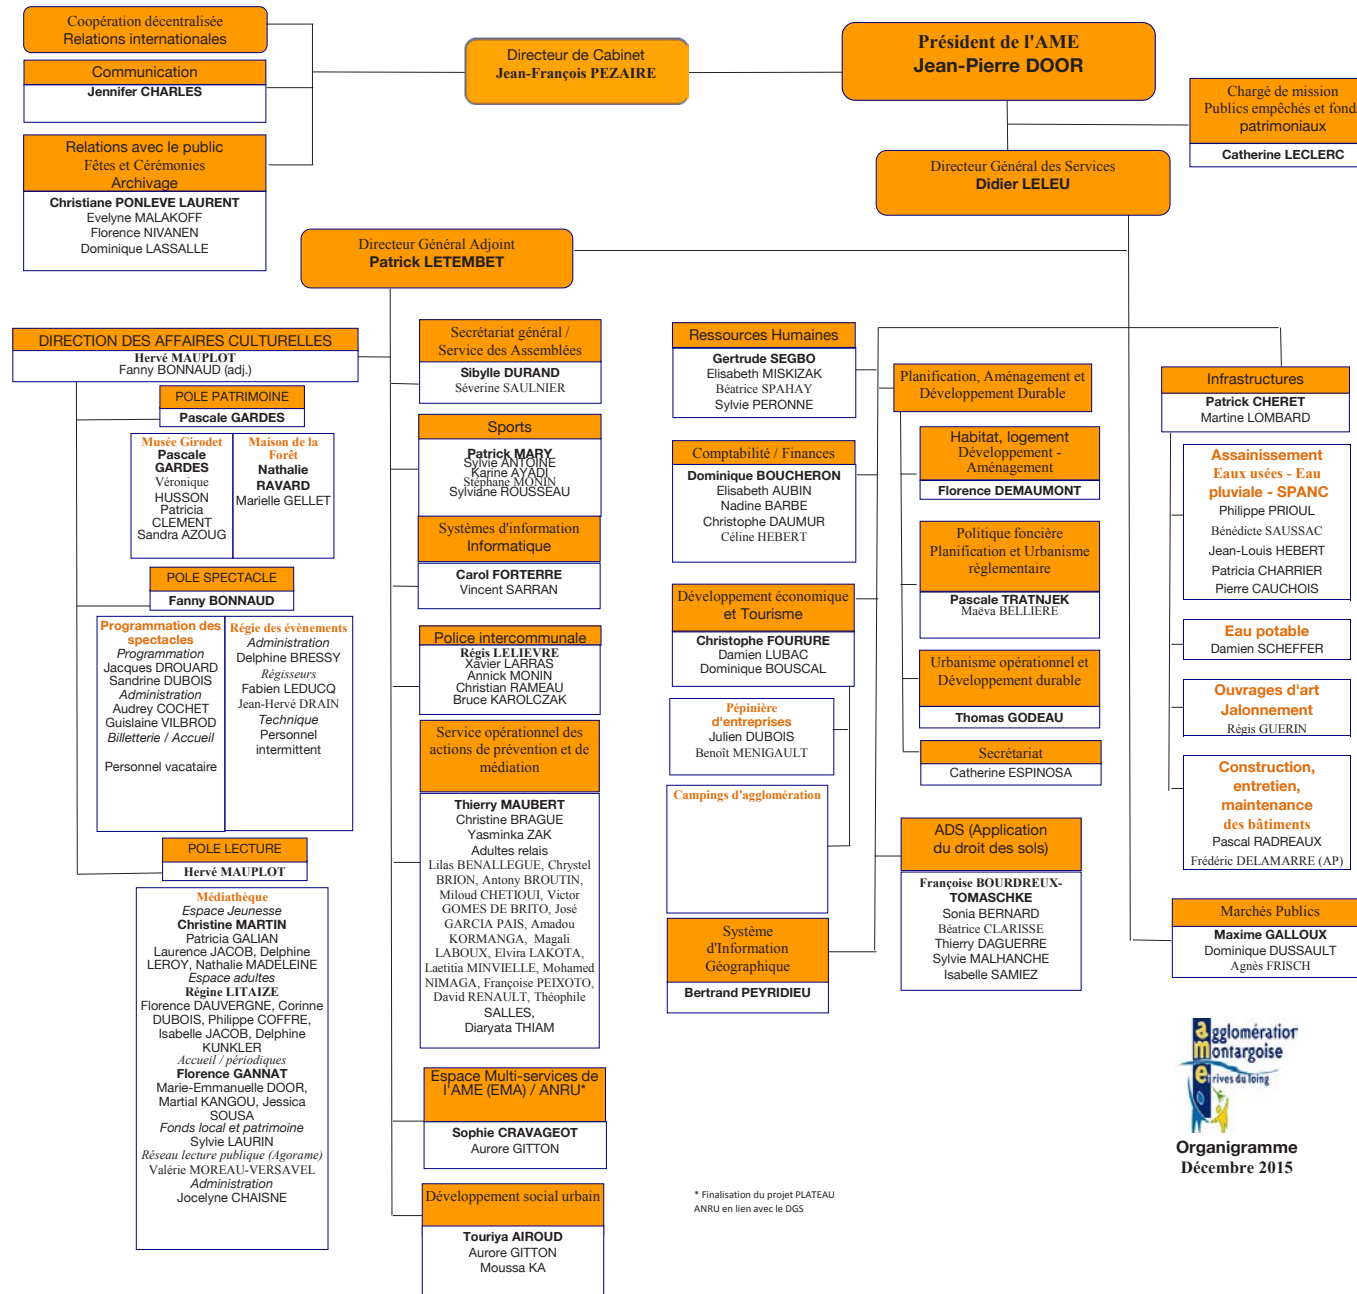 Coopération décentralisée
Relations internationales
Communication
Jennifer CHARLES
Relations avec le public
Fêtes et Cérémonies
Archivage
Christiane PONLEVE LAURENT
Evelyne MALAKOFF
Florence NIVANEN
Dominique LASSALLE
Directeur de Cabinet
Jean-François PEZAIRE
Président de l'AME
Jean-Pierre DOOR
Chargé de mission
Publics empêchés et fonds
patrimoniaux
Catherine LECLERC
Directeur Général des Services
Didier LELEU
Directeur Général Adjoint
Patrick LETEMBET
DIRECTION DES AFFAIRES CULTURELLES
Hervé MAUPLOT
Fanny BONNAUD (adj.)
POLE PATRIMOINE
Pascale GARDES
Musée Girodet
Pascale
GARDES
Véronique
HUSSON
Patricia
CLEMENT
Sandra AZOUG
Maison de la
Forêt
Nathalie
RAVARD
Marielle GELLET
POLE SPECTACLE
Fanny BONNAUD
Programmation des
spectacles
Programmation
Jacques DROUARD
Sandrine DUBOIS
Administration
Audrey COCHET
Guislaine VILBROD
Billetterie / Accueil
Personnel vacataire
Régie des évènements
Administration
Delphine BRESSY
Régisseurs
Fabien LEDUCQ
Jean-Hervé DRAIN
Technique
Personnel
intermittent
POLE LECTURE
Hervé MAUPLOT
Médiathèque
Espace Jeunesse
Christine MARTIN
Patricia GALIAN
Laurence JACOB, Delphine
LEROY, Nathalie MADELEINE
Espace adultes
Régine LITAIZE
Florence DAUVERGNE, Corinne
DUBOIS, Philippe COFFRE,
Isabelle JACOB, Delphine
KUNKLER
Accueil / périodiques
Florence GANNAT
Marie-Emmanuelle DOOR,
Martial KANGOU, Jessica
SOUSA
Fonds local et patrimoine
Sylvie LAURIN
Réseau lecture publique (Agorame)
Valérie MOREAU-VERSAVEL
Administration
Jocelyne CHAISNE
Secrétariat général /
Service des Assemblées
Sibylle DURAND
Séverine SAULNIER
Sports
Patrick MARY
Sylvie ANTOINE
Karine AYADI
Stéphane MONIN
Sylviane ROUSSEAU
Systèmes d'information
Informatique
Carol FORTERRE
Vincent SARRAN
Police intercommunale
Régis LELIEVRE
Xavier LARRAS
Annick MONIN
Christian RAMEAU
Bruce KAROLCZAK
Service opérationnel des
actions de prévention et de
médiation
Thierry MAUBERT
Christine BRAGUE
Yasminka ZAK
Adultes relais
Lilas BENALLEGUE, Chrystel
BRION, Antony BROUTIN,
Miloud CHETIOUI, Victor
GOMES DE BRITO, José
GARCIA PAIS, Amadou
KORMANGA, Magali
LABOUX, Elvira LAKOTA,
Laetitia MINVIELLE, Mohamed
NIMAGA, Françoise PEIXOTO,
David RENAULT, Théophile
SALLES,
Diaryata THIAM
Espace Multi-services de
l'AME (EMA) / ANRU*
Sophie CRAVAGEOT
Aurore GITTON
Développement social urbain
Touriya AIROUD
Aurore GITTON
Moussa KA
Ressources Humaines
Gertrude SEGBO
Elisabeth MISKIZAK
Béatrice SPAHAY
Sylvie PERONNE
Comptabilité / Finances
Dominique BOUCHERON
Elisabeth AUBIN
Nadine BARBE
Christophe DAUMUR
Céline HEBERT
Développement économique
et Tourisme
Christophe FOURURE
Damien LUBAC
Dominique BOUSCAL
Pépinière
d'entreprises
Julien DUBOIS
Benoît MENIGAULT
Campings d'agglomération
Système
d'Information
Géographique
Bertrand PEYRIDIEU
Planification, Aménagement et
Développement Durable
Habitat, logement
Développement -
Aménagement
Florence DEMAUMONT
Politique foncière
Planification et Urbanisme
règlementaire
Pascale TRATNJEK
Maëva BELLIERE
Urbanisme opérationnel et
Développement durable
Thomas GODEAU
Secrétariat
Catherine ESPINOSA
ADS (Application
du droit des sols)
Françoise BOURDREUX-
TOMASCHKE
Sonia BERNARD
Béatrice CLARISSE
Thierry DAGUERRE
Sylvie MALHANCHE
Isabelle SAMIEZ
Infrastructures
Patrick CHERET
Martine LOMBARD
Assainissement
Eaux usées - Eau
pluviale - SPANC
Philippe PRIOUL
Bénédicte SAUSSAC
Jean-Louis HEBERT
Patricia CHARRIER
Pierre CAUCHOIS
Eau potable
Damien SCHEFFER
Ouvrages d'art
Jalonnement
Régis GUERIN
Construction,
entretien,
maintenance
des bâtiments
Pascal RADREAUX
Frédéric DELAMARRE (AP)
Marchés Publics
Maxime GALLOUX
Dominique DUSSAULT
Agnès FRISCH
agglomération
montargoise
et rives du loing
Organigramme
Décembre 2015
* Finalisation du projet PLATEAU
ANRU en lien avec le DGS